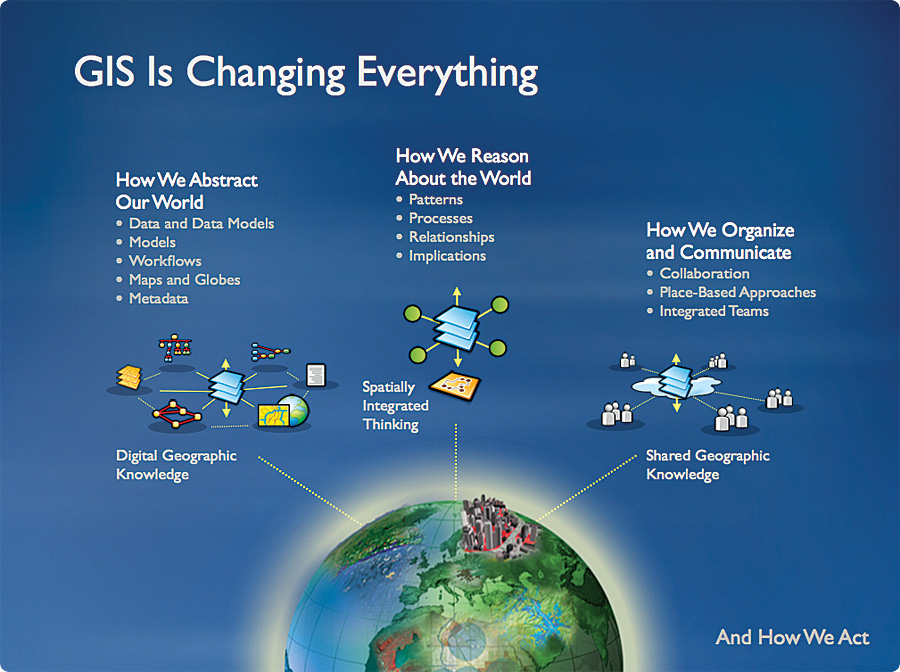 GIS Is Changing Everything
How We Abstract
Our World
• Data and Data Models
• Models
• Workflows
• Maps and Globes
• Metadata
Digital Geographic
Knowledge
How We Reason
About the World
• Patterns
• Processes
• Relationships
• Implications
Spatially
Integrated
Thinking
How We Organize
and Communicate
• Collaboration
• Place-Based Approaches
• Integrated Teams
Shared Geographic
Knowledge
And How We Act